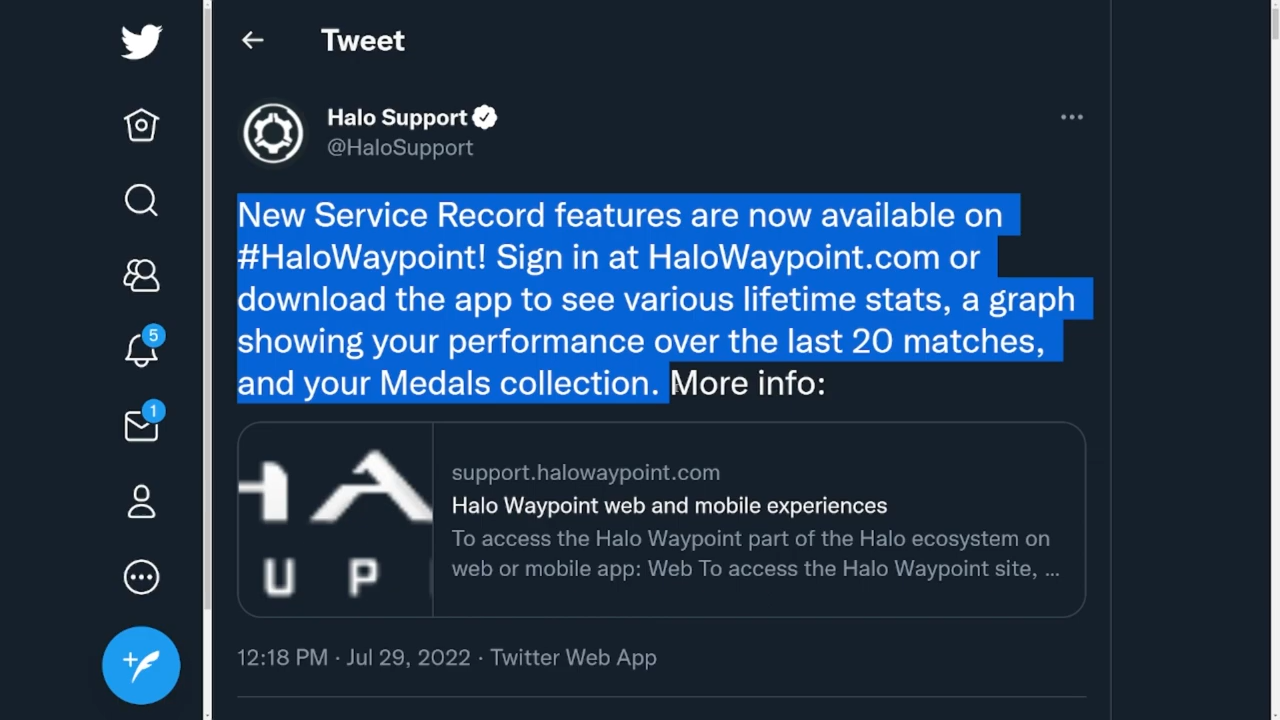 Tweet
Halo Support
@HaloSupport
New Service Record features are now available on
#HaloWaypoint! Sign in at HaloWaypoint.com or
download the app to see various lifetime stats, a graph
showing your performance over the last 20 matches,
and your Medals collection. More info:
5
1
HA
UP
support.halowaypoint.com
Halo Waypoint web and mobile experiences
To access the Halo Waypoint part of the Halo ecosystem on
web or mobile app: Web To access the Halo Waypoint site, ...
12:18 PM · Jul 29, 2022 · Twitter Web App